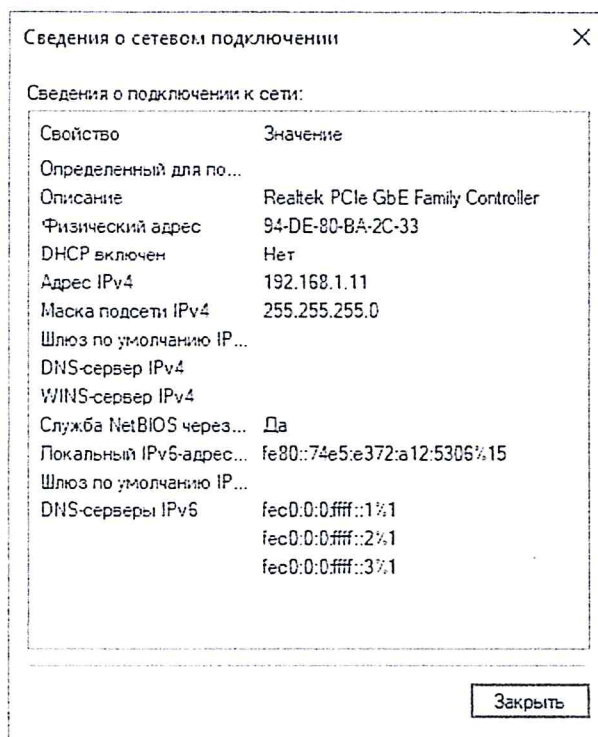 Сведения о сетевом подключении
Сведения о подключении к сети:
Свойство Значение
Определенный для по...
Описание Realtek PCIe GbE Family Controller
Физический адрес 94-DE-80-BA-2C-33
DHCP включен Нет
Адрес IPv4 192.168.1.11
Маска подсети IPv4 255.255.255.0
Шлюз по умолчанию IP...
DNS-сервер IPv4
WINS-сервер IPv4
Служба NetBIOS через... Да
Локальный IPv6-адрес... fe80::74e5:e372:a12:5306%15
Шлюз по умолчанию IP...
DNS-серверы IPv6 fec0:0:0:ffff::1%1
fec0:0:0:ffff::2%1
fec0:0:0:ffff::3%1
Закрыть